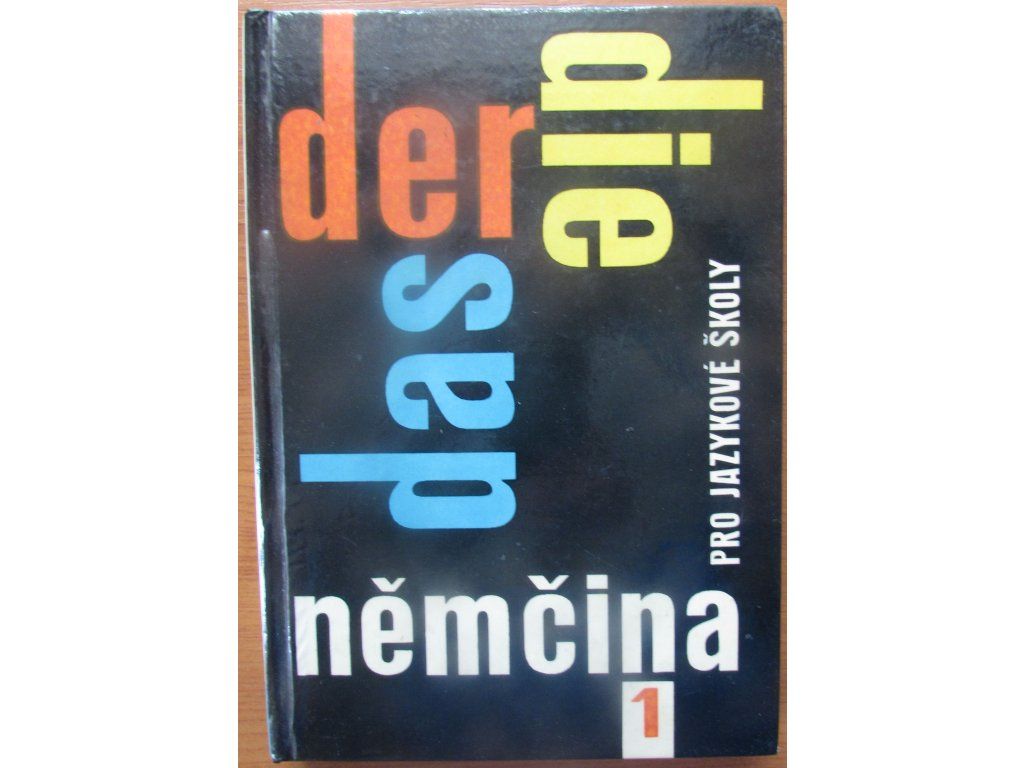 der
die
das
PRO JAZYKOVÉ ŠKOLY
němčina
1